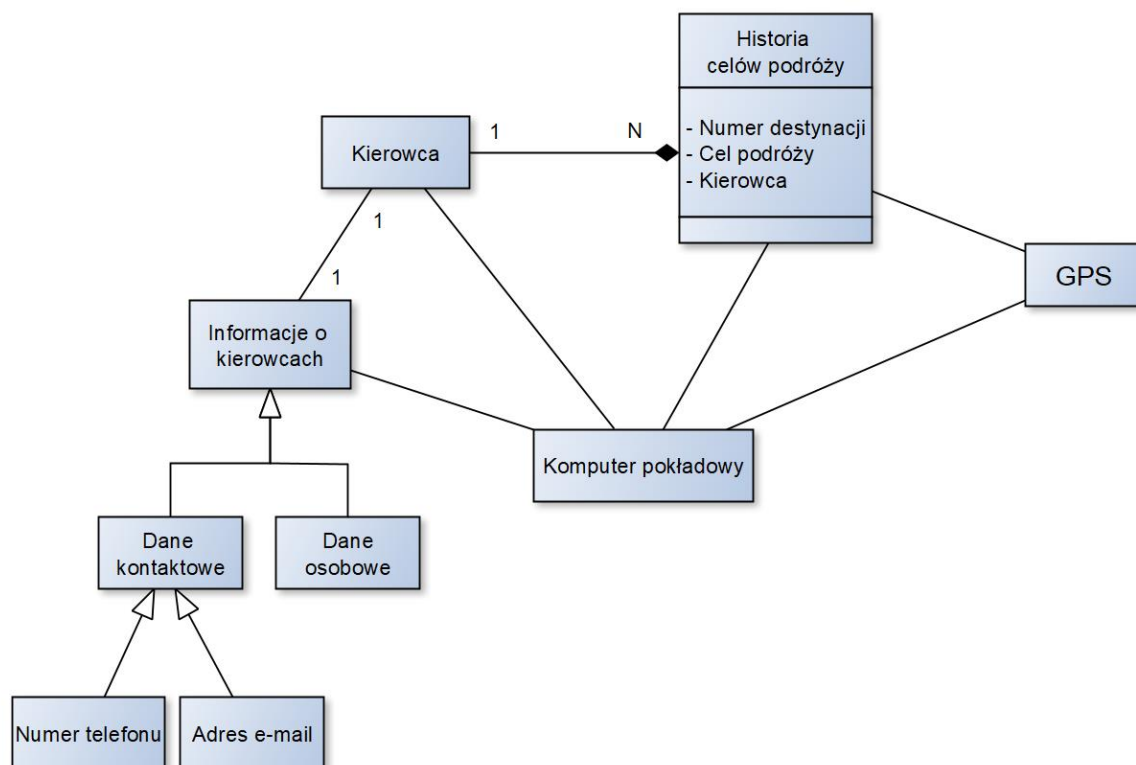 Historia
celów podróży
- Numer destynacji
- Cel podróży
- Kierowca
1
N
Kierowca
1
GPS
1
Informacje o
kierowcach
Komputer pokładowy
Dane
kontaktowe
Dane
osobowe
Numer telefonu
Adres e-mail